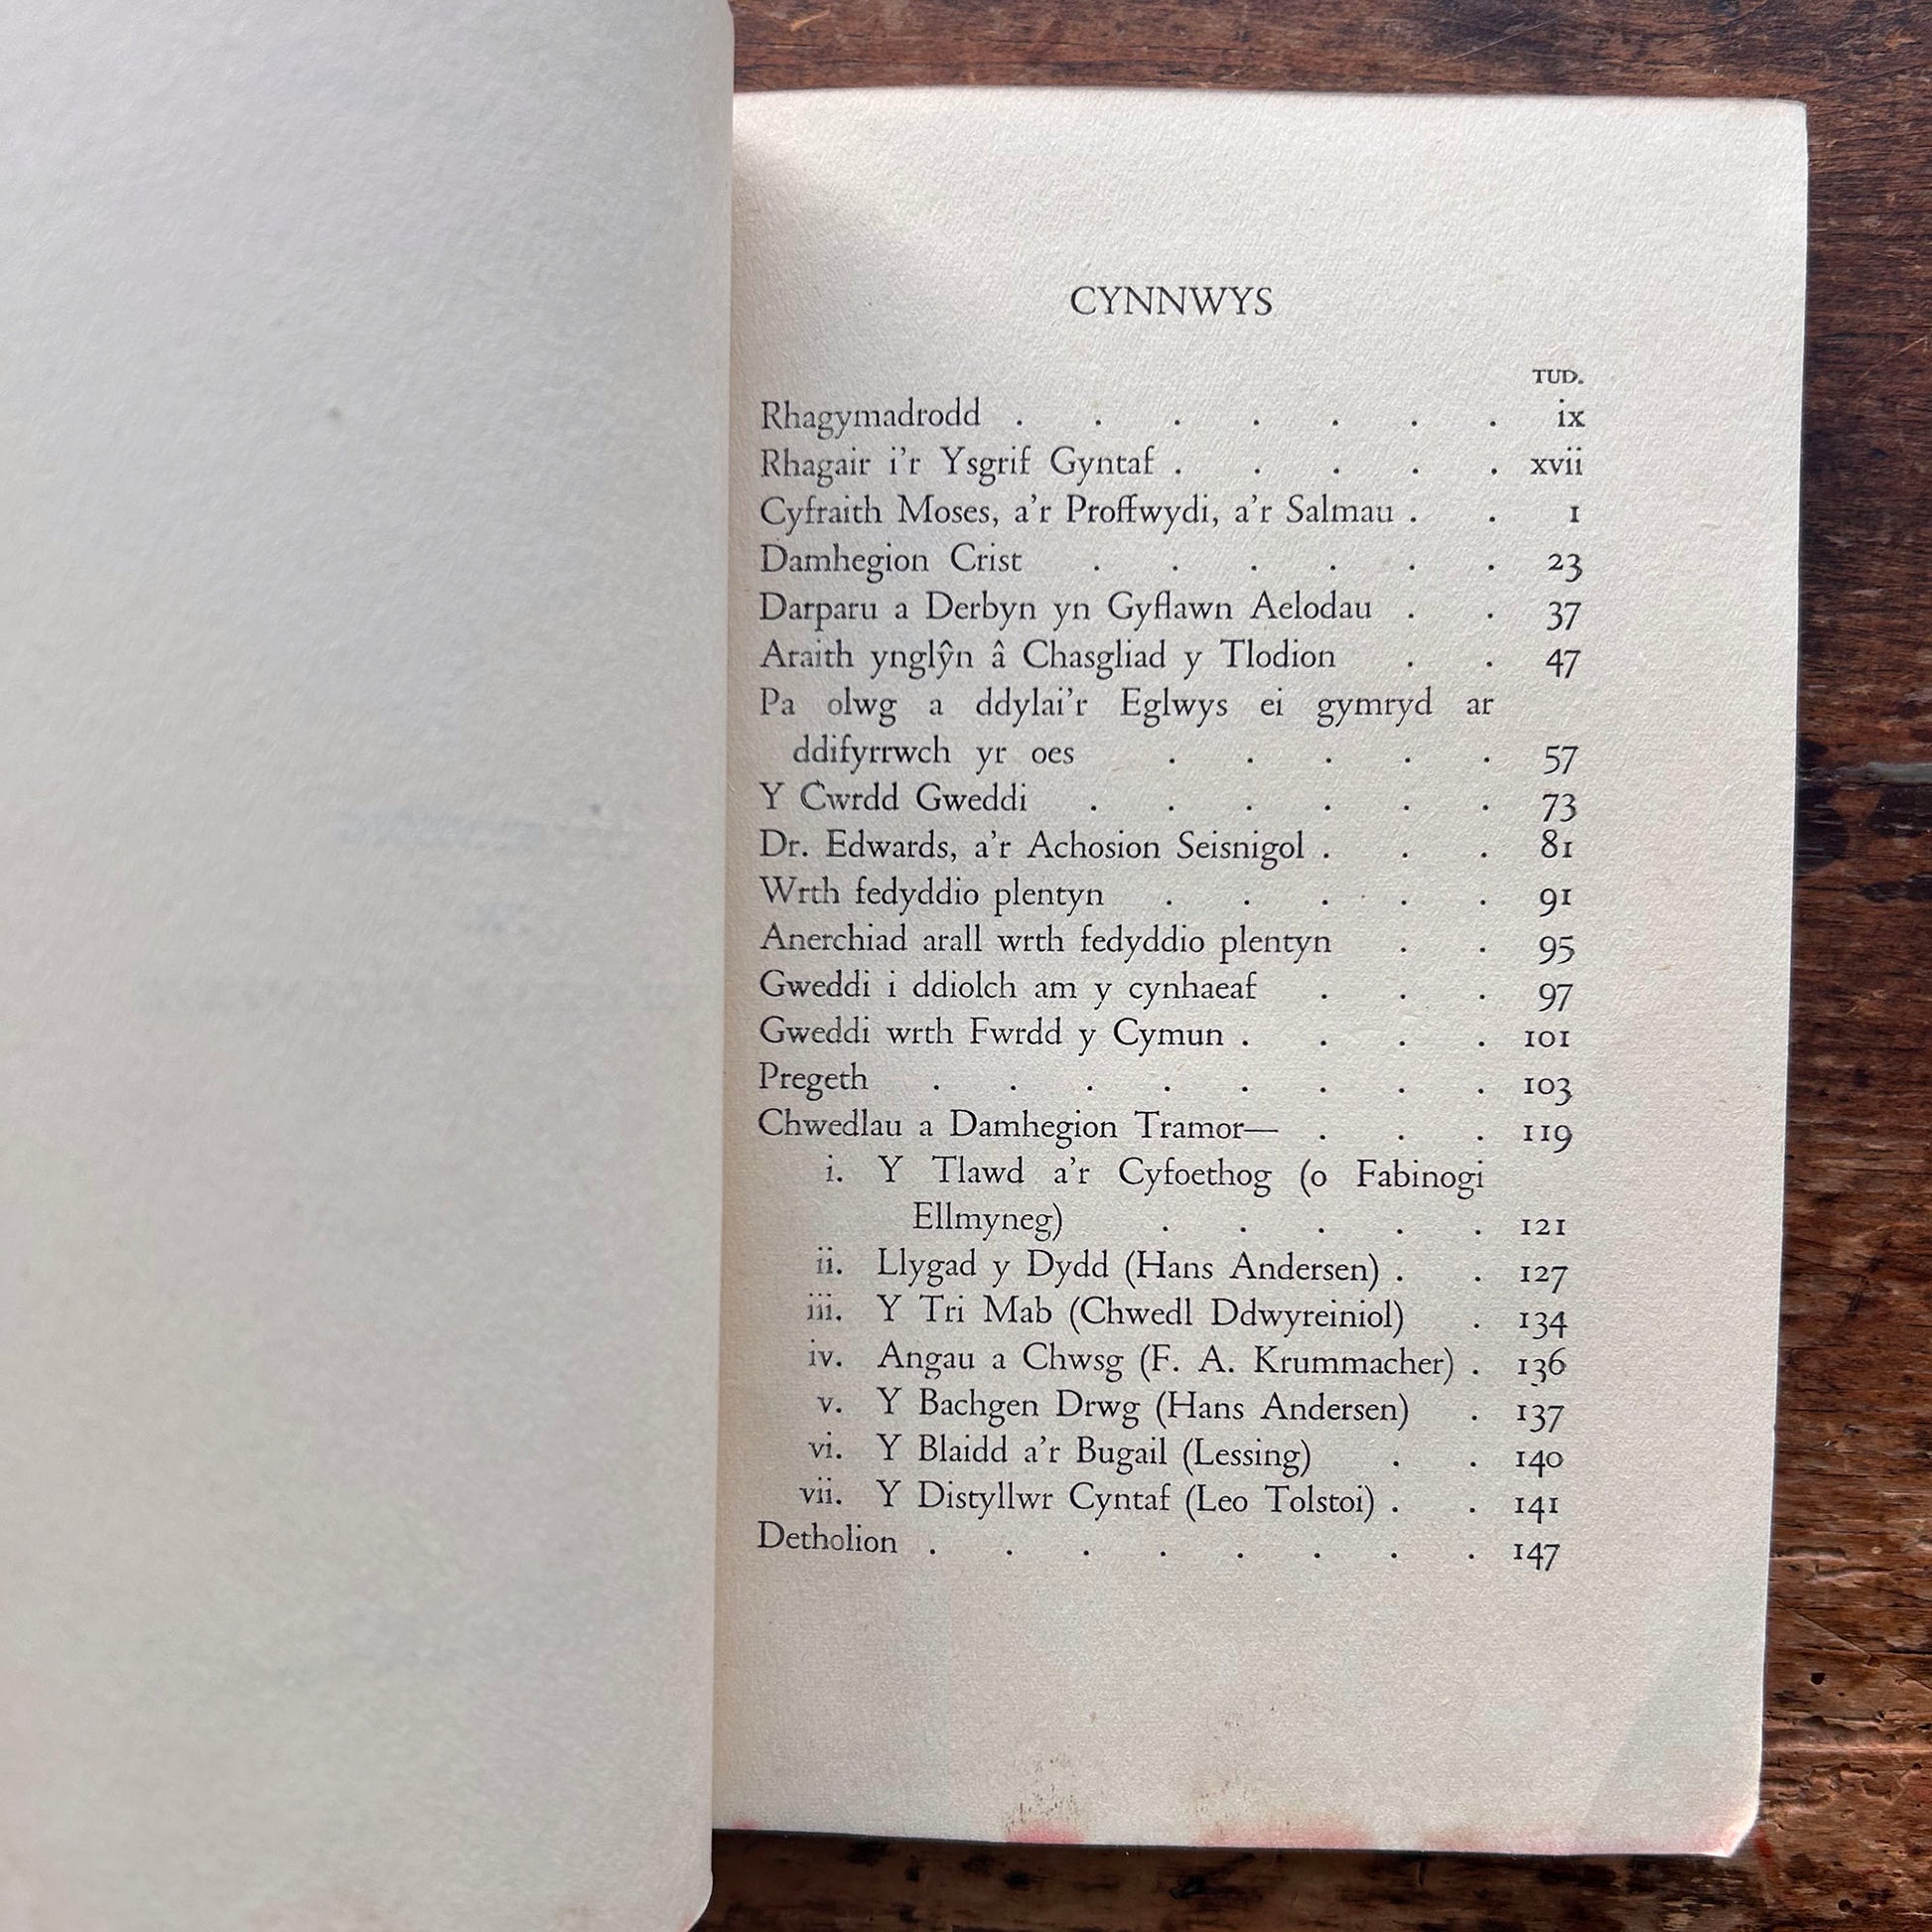 CYNNWYS
TUD.
Rhagymadrodd . . . . . . . ix
Rhagair i'r Ysgrif Gyntaf . . . . . xvii
Cyfraith Moses, a'r Proffwydi, a'r Salmau . . 1
Damhegion Crist . . . . . . 23
Darparu a Derbyn yn Gyflawn Aelodau . . 37
Araith ynglŷn â Chasgliad y Tlodion . . 47
Pa olwg a ddylai'r Eglwys ei gymryd ar
ddifyrrwch yr oes . . . . . 57
Y Cwrdd Gweddi . . . . . . 73
Dr. Edwards, a'r Achosion Seisnigol . . . 81
Wrth fedyddio plentyn . . . . . 91
Anerchiad arall wrth fedyddio plentyn . . 95
Gweddi i ddiolch am y cynhaeaf . . . 97
Gweddi wrth Fwrdd y Cymun . . . . 101
Pregeth . . . . . . . . 103
Chwedlau a Damhegion Tramor— . . . 119
i. Y Tlawd a'r Cyfoethog (o Fabinogi
Ellmyneg) . . . . . 121
ii. Llygad y Dydd (Hans Andersen) . . 127
iii. Y Tri Mab (Chwedl Ddwyreiniol) . 134
iv. Angau a Chwsg (F. A. Krummacher) . 136
v. Y Bachgen Drwg (Hans Andersen) . 137
vi. Y Blaidd a'r Bugail (Lessing) . . 140
vii. Y Distyllwr Cyntaf (Leo Tolstoi) . . 141
Detholion . . . . . . . . 147